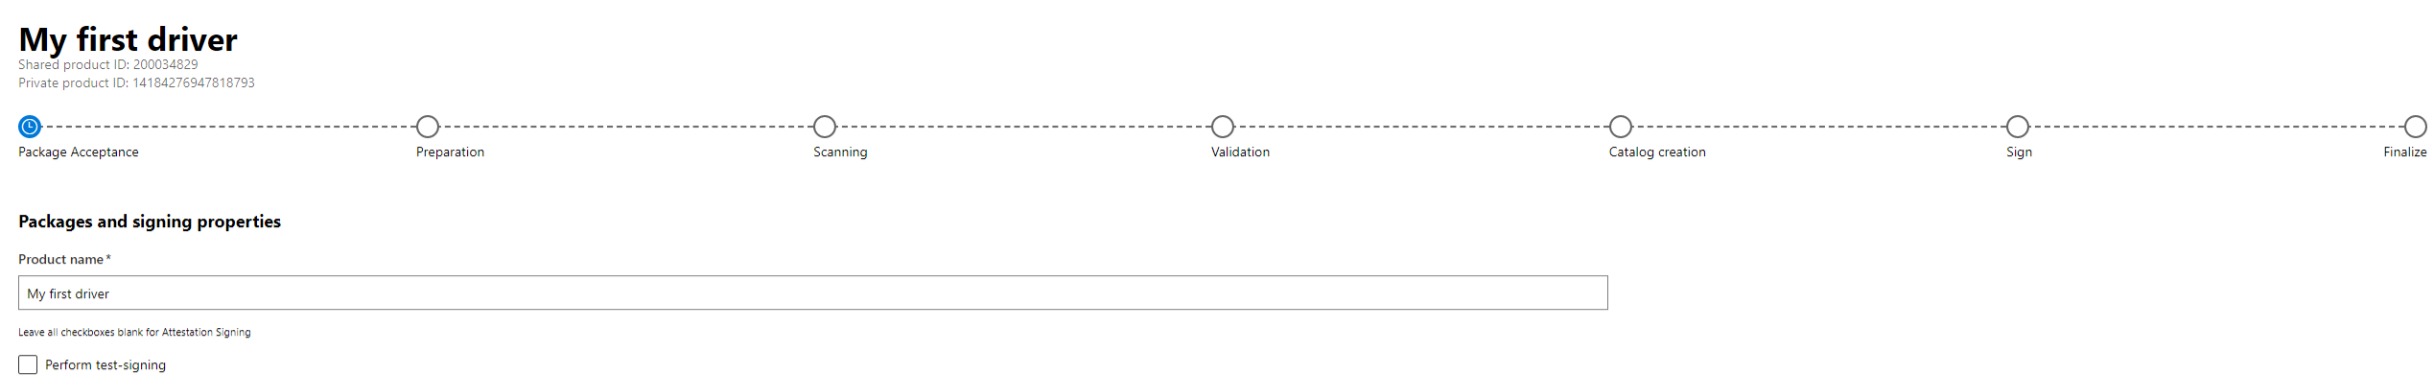 My first driver
Shared product ID: 200034829
Private product ID: 14184276947818793
Package Acceptance Preparation Scanning Validation Catalog creation Sign Finalize
Packages and signing properties
Product name*
My first driver
Leave all checkboxes blank for Attestation Signing
Perform test-signing